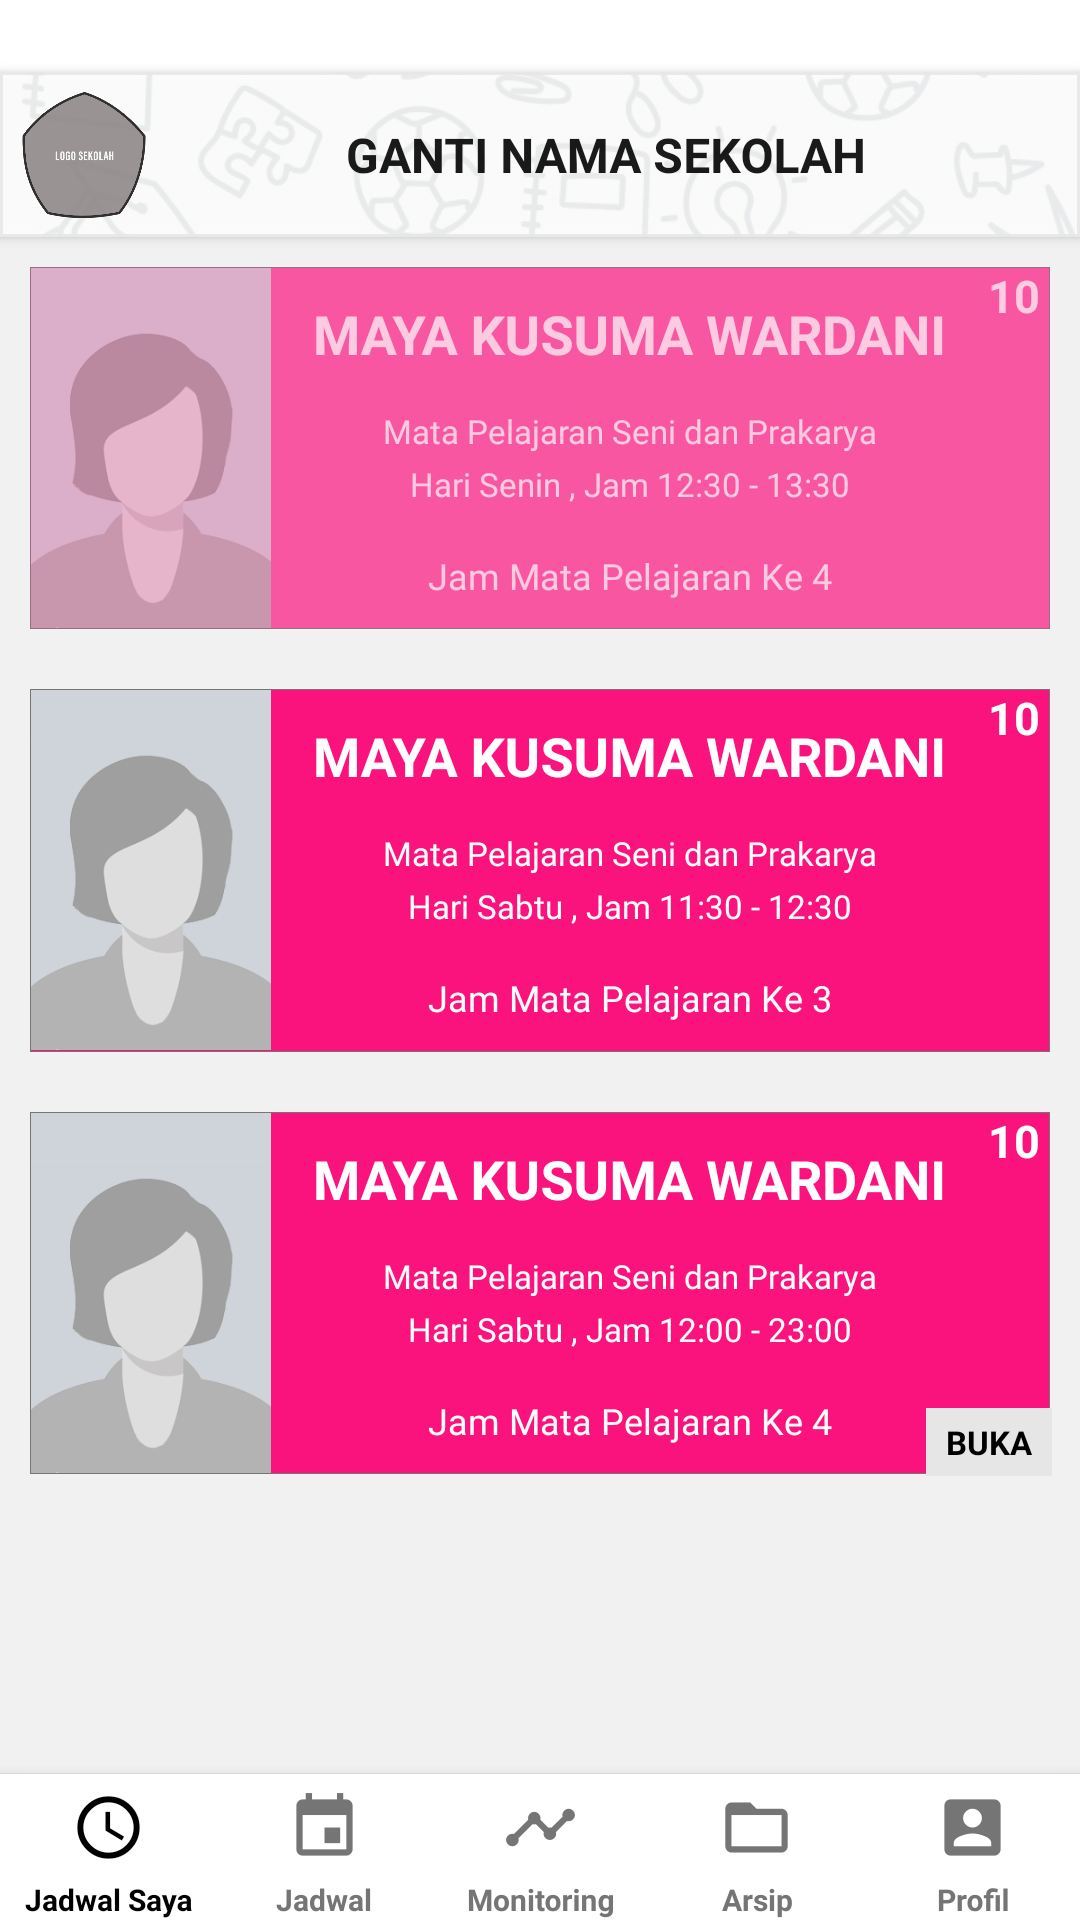 LOGO SEKOLAH
GANTI NAMA SEKOLAH
10
MAYA KUSUMA WARDANI
Mata Pelajaran Seni dan Prakarya
Hari Senin , Jam 12:30 - 13:30
Jam Mata Pelajaran Ke 4
10
MAYA KUSUMA WARDANI
Mata Pelajaran Seni dan Prakarya
Hari Sabtu , Jam 11:30 - 12:30
Jam Mata Pelajaran Ke 3
10
MAYA KUSUMA WARDANI
Mata Pelajaran Seni dan Prakarya
Hari Sabtu , Jam 12:00 - 23:00
Jam Mata Pelajaran Ke 4
BUKA
Jadwal Saya
Jadwal
Monitoring
Arsip
Profil